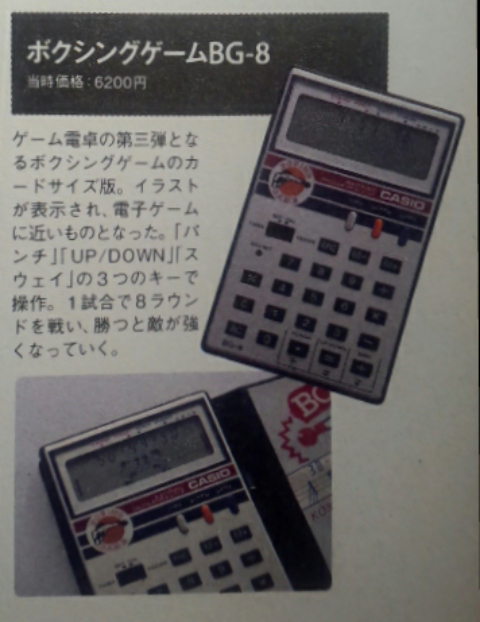 ボクシングゲームBG-8
当時価格：6200円
ゲーム電卓の第三弾とな
るボクシングゲームのカ
ードサイズ版。イラスト
が表示され、電子ゲーム
に近いものとなった。「パ
ンチ」「UP/DOWN」「ス
ウェイ」の3つのキーで
操作。1試合で8ラウン
ドを戦い、勝つと敵が強
くなっていく。
CASIO
BG-8
CASIO